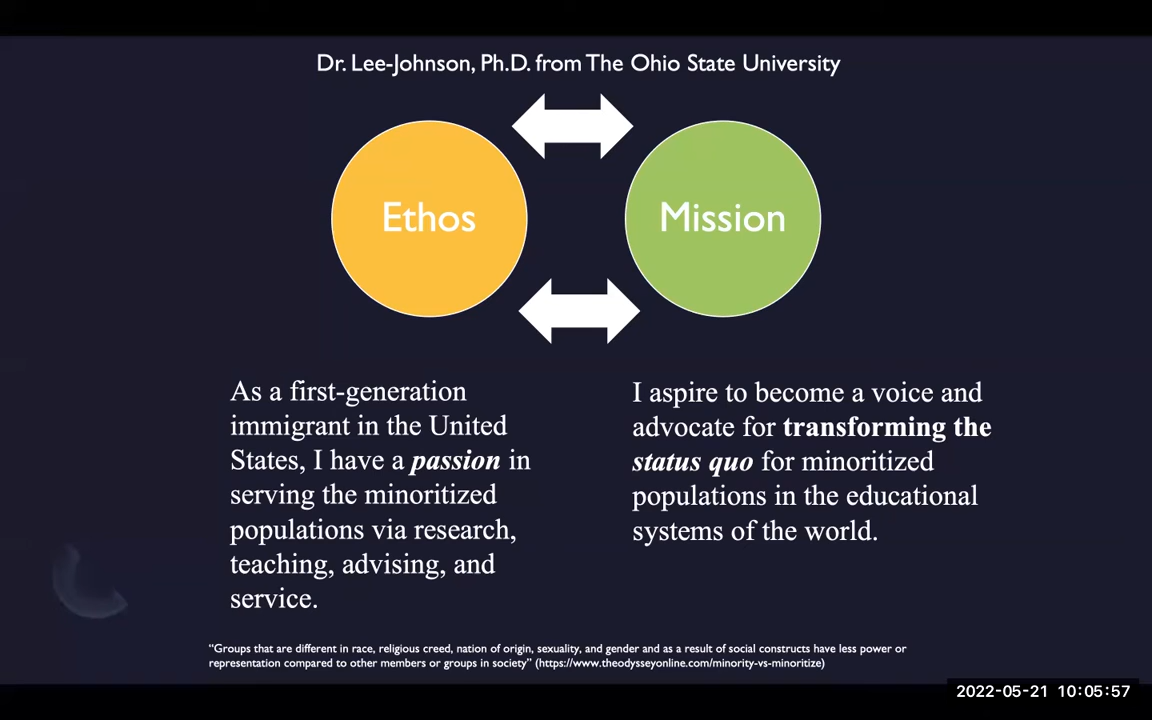 Dr. Lee-Johnson, Ph.D. from The Ohio State University
Ethos
Mission
As a first-generation
immigrant in the United
States, I have a passion in
serving the minoritized
populations via research,
teaching, advising, and
service.
I aspire to become a voice and
advocate for transforming the
status quo for minoritized
populations in the educational
systems of the world.
“Groups that are different in race, religious creed, nation of origin, sexuality, and gender and as a result of social constructs have less power or
representation compared to other members or groups in society” (https://www.theodysseyonline.com/minority-vs-minoritize)
2022-05-21 10:05:57